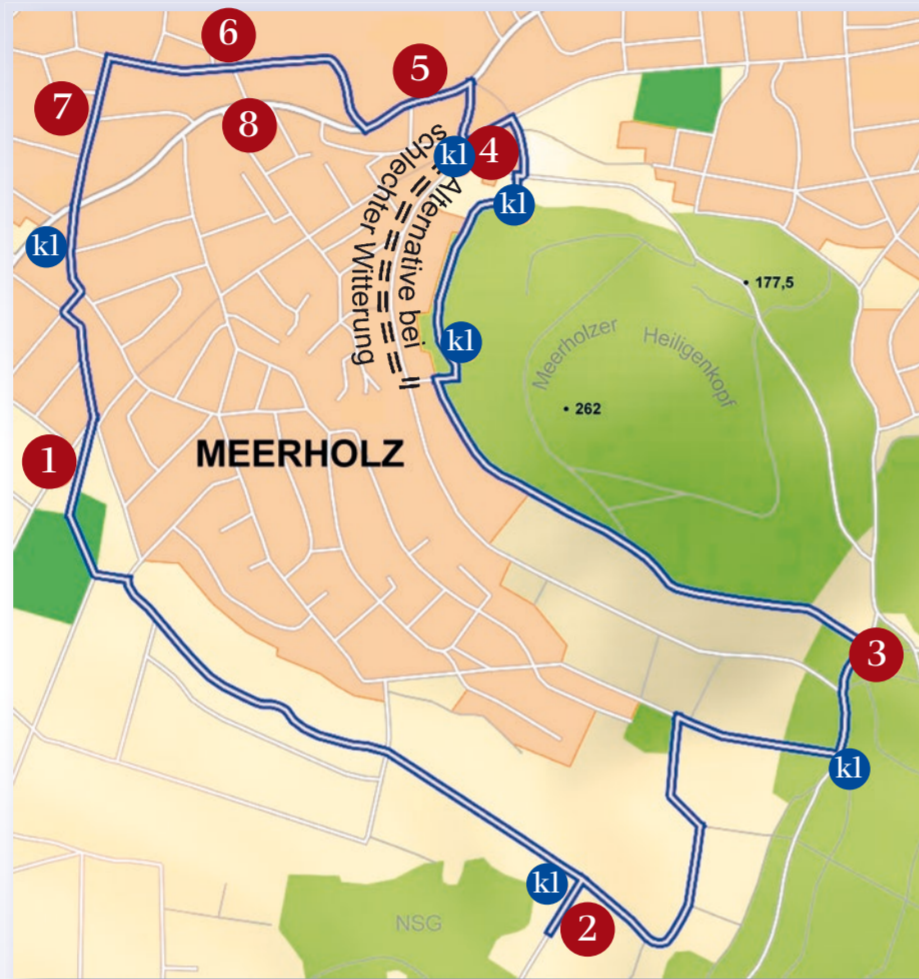 6
5
7
8
kl
4
schlechter Witterung
Alternative bei
kl
kl
177,5
Meerholzer Heiligenkopf
kl
262
MEERHOLZ
1
3
kl
kl
NSG
2